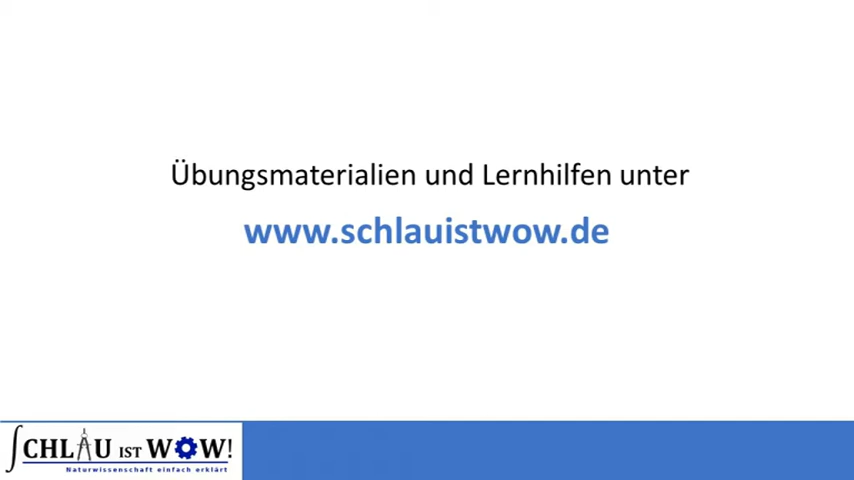 Übungsmaterialien und Lernhilfen unter
www.schlauistwow.de
SCHLAU IST WOW!
Naturwissenschaft einfach erklärt